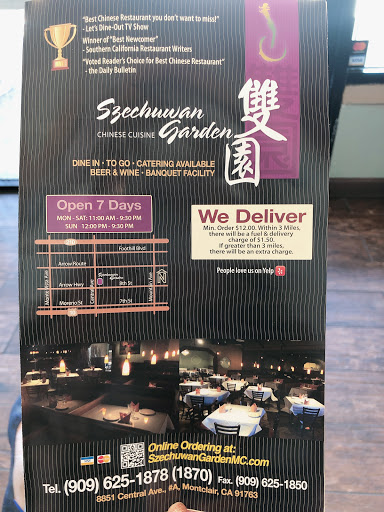 "Best Chinese Restaurant you don't want to miss!"
- Let's Dine-Out TV Show
Winner of "Best Newcomer"
- Southern California Restaurant Writers
"Voted Reader's Choice for Best Chinese Restaurant"
- the Daily Bulletin
Szechuwan
Garden
CHINESE CUISINE
雙園
DINE IN • TO GO • CATERING AVAILABLE
BEER & WINE • BANQUET FACILITY
Open 7 Days
MON - SAT: 11:00 AM - 9:30 PM
SUN 12:00 PM - 9:30 PM
We Deliver
Min. Order $12.00. Within 3 Miles,
there will be a fuel & delivery
charge of $1.50.
If greater than 3 miles,
there will be an extra charge.
People love us on Yelp
Foothill Blvd
Arrow Route
Arrow Hwy
8th St
Moreno St
7th St
Central Ave
Mountain Ave
Online Ordering at:
SzechuwanGardenMC.com
Tel. (909) 625-1878 (1870) Fax. (909) 625-1850
8851 Central Ave., #A, Montclair, CA 91763